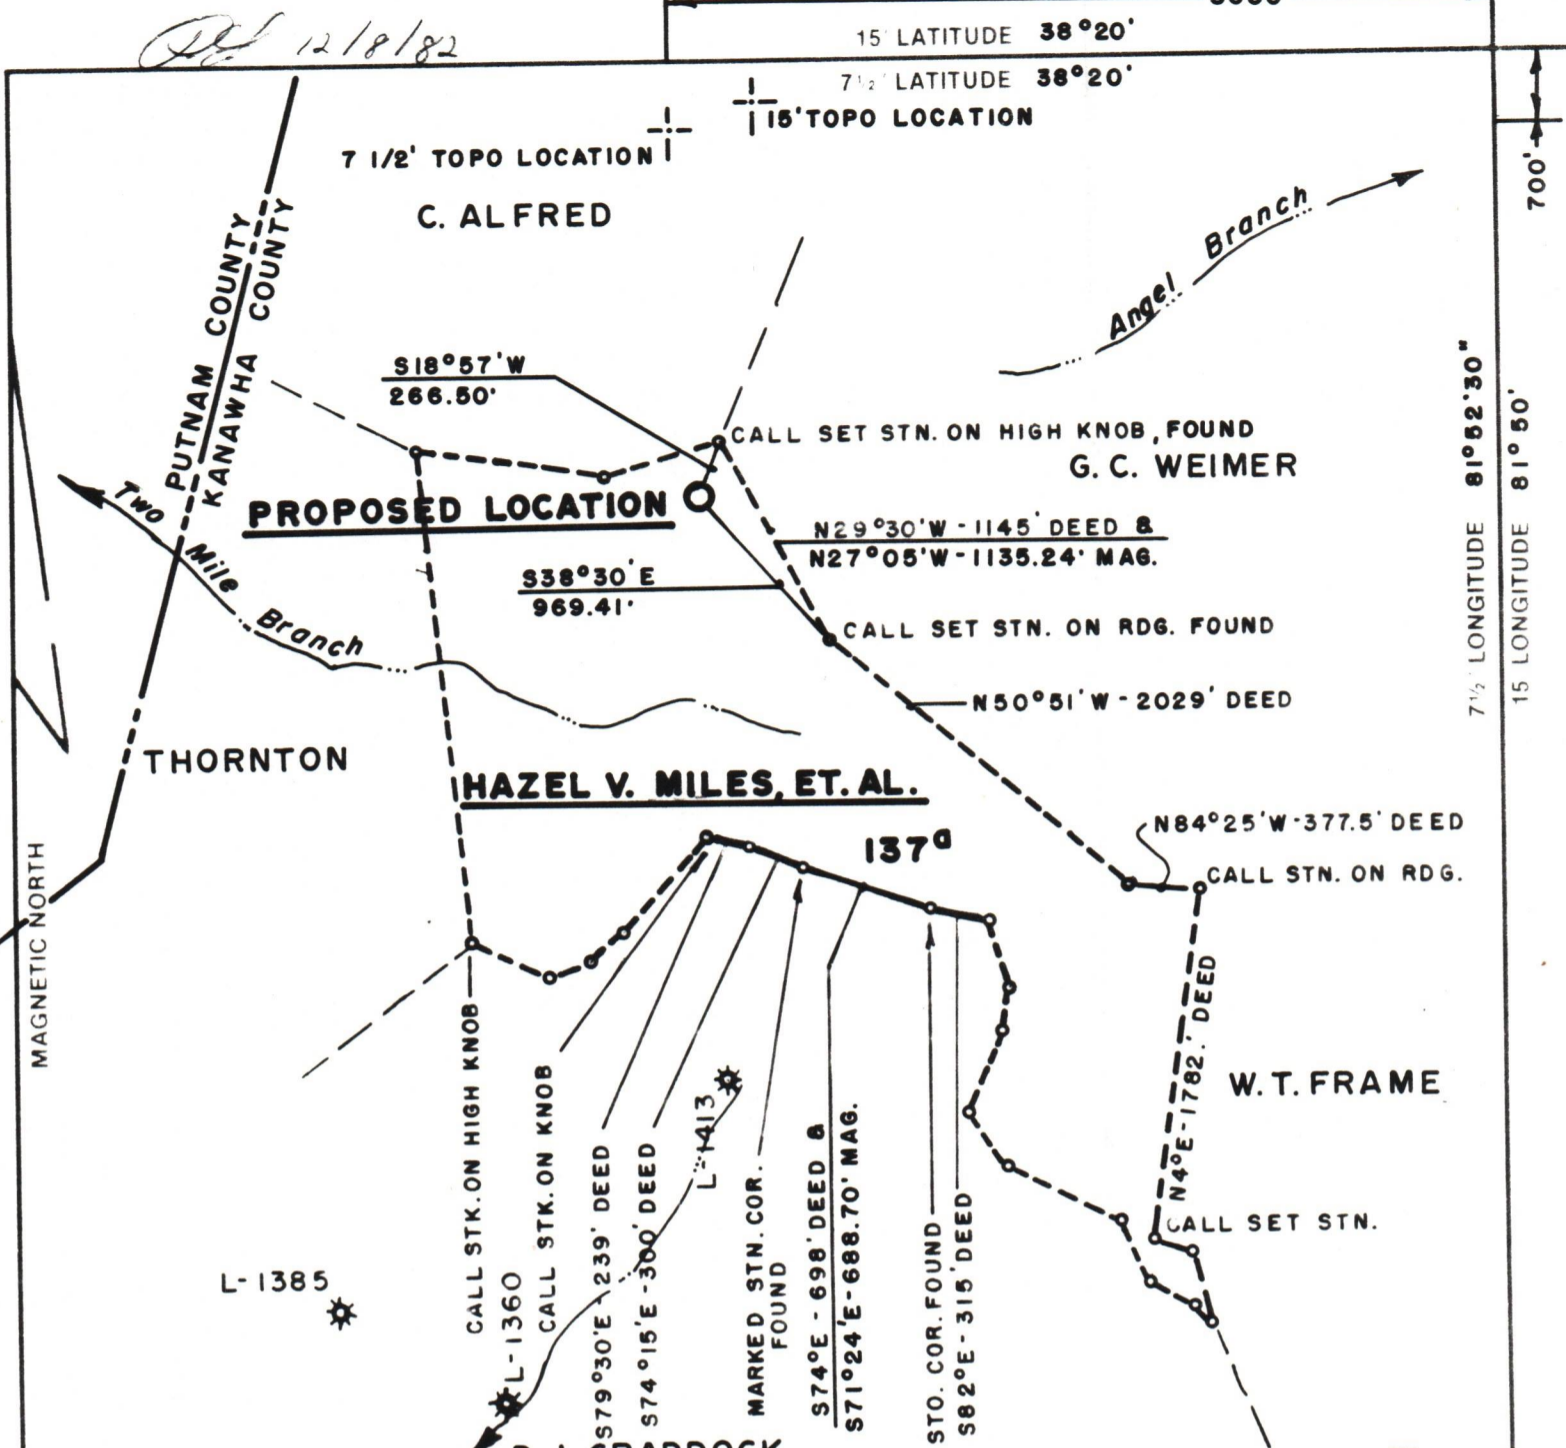 12/8/82
15' LATITUDE 38°20'
7 1/2' LATITUDE 38°20'
15' TOPO LOCATION
7 1/2' TOPO LOCATION
700'
C. ALFRED
Angel Branch
PUTNAM COUNTY
KANAWHA COUNTY
S18°57'W
266.50'
CALL SET STN. ON HIGH KNOB, FOUND
G. C. WEIMER
7 1/2' LONGITUDE 81°52'30"
15 LONGITUDE 81°50'
PROPOSED LOCATION
Two Mile Branch
N29°30'W - 1145' DEED &
N27°05'W - 1135.24' MAG.
S38°30'E
969.41'
CALL SET STN. ON RDG. FOUND
N50°51'W - 2029' DEED
THORNTON
HAZEL V. MILES, ET. AL.
137a
N84°25'W - 377.5' DEED
CALL STN. ON RDG.
MAGNETIC NORTH
N4°E - 1782.' DEED
W. T. FRAME
CALL SET STN.
CALL STK. ON HIGH KNOB
CALL STK. ON KNOB
S79°30'E - 239' DEED
S74°15'E - 300' DEED
L-1413
MARKED STN. COR.
FOUND
S74°E - 698' DEED &
S71°24'E - 688.70' MAG.
STO. COR. FOUND
S82°E - 315' DEED
L-1385
L-1360